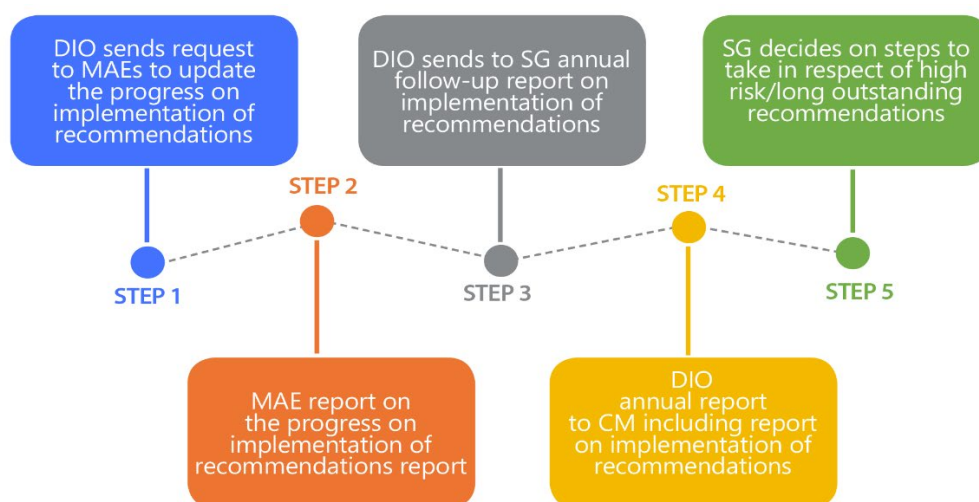 DIO sends request
to MAEs to update
the progress on
implementation of
recommendations
STEP 1
STEP 2
MAE report on
the progress on
implementation of
recommendations report
DIO sends to SG annual
follow-up report on
implementation of
recommendations
STEP 3
STEP 4
DIO
annual report
to CM including report
on implementation of
recommendations
SG decides on steps to
take in respect of high
risk/long outstanding
recommendations
STEP 5